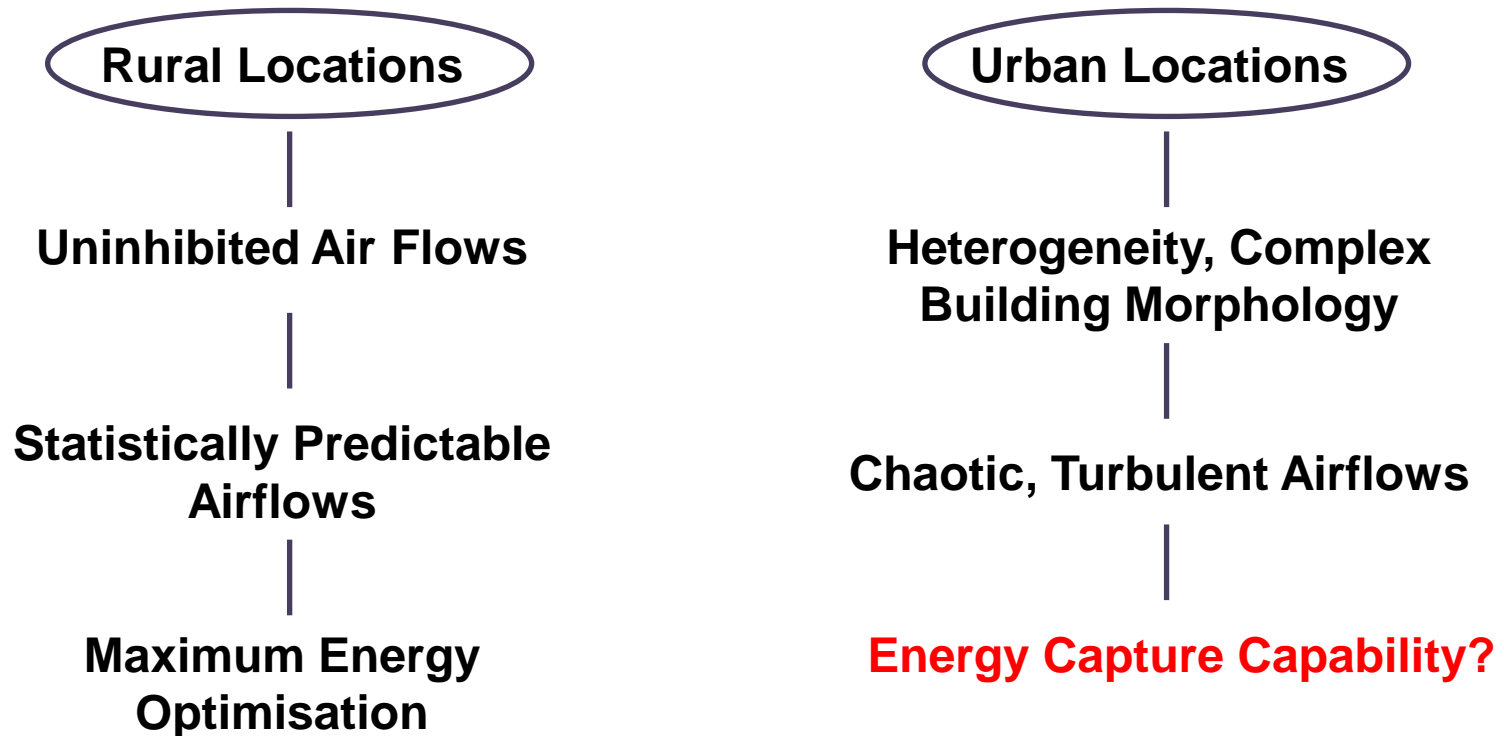 Rural Locations
Uninhibited Air Flows
Statistically Predictable
Airflows
Maximum Energy
Optimisation
Urban Locations
Heterogeneity, Complex
Building Morphology
Chaotic, Turbulent Airflows
Energy Capture Capability?